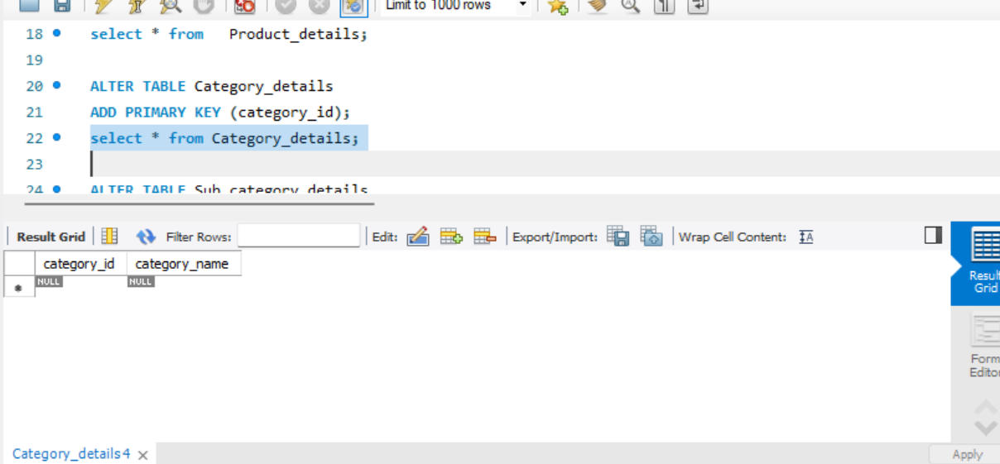 Limit to 1000 rows
18 select * from Product_details;
19
20 ALTER TABLE Category_details
21 ADD PRIMARY KEY (category_id);
22 select * from Category_details;
23
24 ALTER TABLE Sub_category_details
Result Grid Filter Rows: Edit: Export/Import: Wrap Cell Content: IA
category_id category_name
NULL NULL
Result
Grid
Form
Editor
Category_details4 × Apply